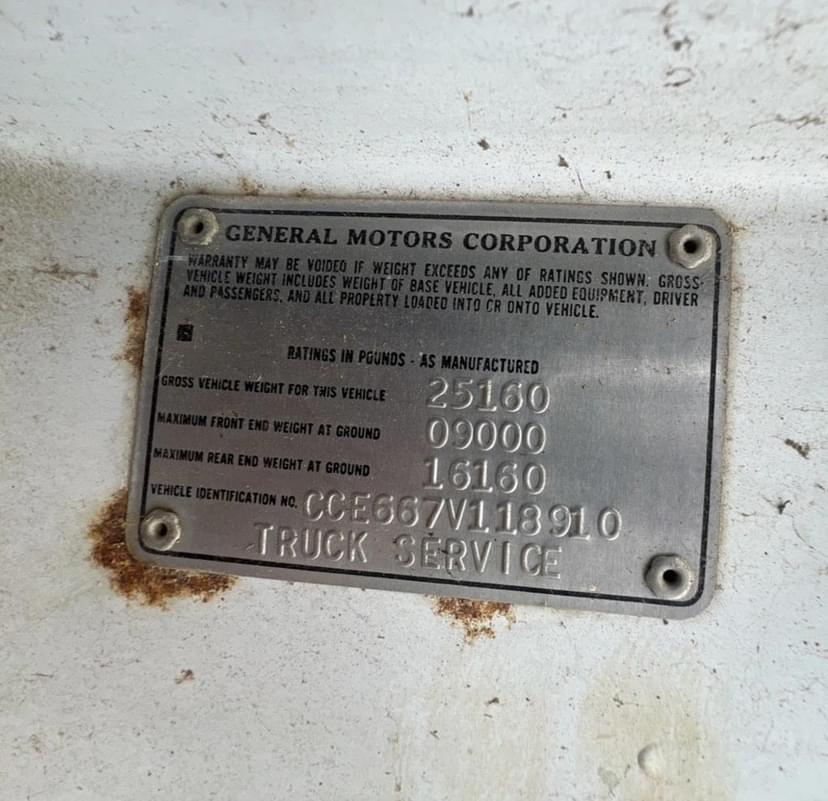 GENERAL MOTORS CORPORATION
WARRANTY MAY BE VOIDED IF WEIGHT EXCEEDS ANY OF RATINGS SHOWN. GROSS-
VEHICLE WEIGHT INCLUDES WEIGHT OF BASE VEHICLE, ALL ADDED EQUIPMENT, DRIVER
AND PASSENGERS, AND ALL PROPERTY LOADED INTO OR ONTO VEHICLE.
RATINGS IN POUNDS - AS MANUFACTURED
GROSS VEHICLE WEIGHT FOR THIS VEHICLE 25160
MAXIMUM FRONT END WEIGHT AT GROUND 09000
MAXIMUM REAR END WEIGHT AT GROUND 16160
VEHICLE IDENTIFICATION NO. CCE667V118910
TRUCK SERVICE